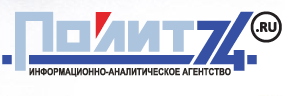 Полит74.RU
ИНФОРМАЦИОННО-АНАЛИТИЧЕСКОЕ АГЕНТСТВО